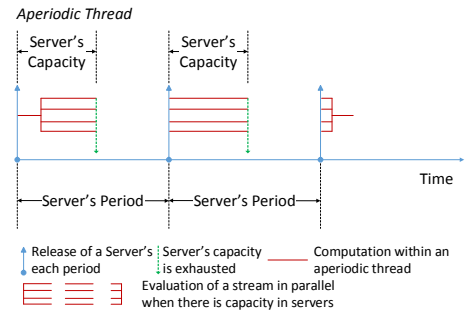 Aperiodic Thread
Server's
Capacity
Server's
Capacity
Time
Server's Period
Server's Period
Release of a Server's
each period
Server's capacity
is exhausted
Computation within an
aperiodic thread
Evaluation of a stream in parallel
when there is capacity in servers